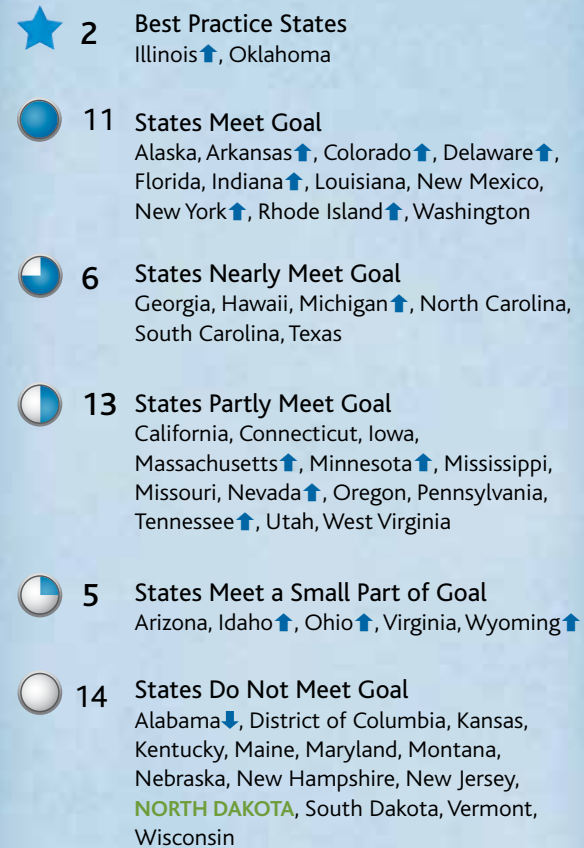 2 Best Practice States
Illinois⬆, Oklahoma
11 States Meet Goal
Alaska, Arkansas⬆, Colorado⬆, Delaware⬆,
Florida, Indiana⬆, Louisiana, New Mexico,
New York⬆, Rhode Island⬆, Washington
6 States Nearly Meet Goal
Georgia, Hawaii, Michigan⬆, North Carolina,
South Carolina, Texas
13 States Partly Meet Goal
California, Connecticut, Iowa,
Massachusetts⬆, Minnesota⬆, Mississippi,
Missouri, Nevada⬆, Oregon, Pennsylvania,
Tennessee⬆, Utah, West Virginia
5 States Meet a Small Part of Goal
Arizona, Idaho⬆, Ohio⬆, Virginia, Wyoming⬆
14 States Do Not Meet Goal
Alabama⬇, District of Columbia, Kansas,
Kentucky, Maine, Maryland, Montana,
Nebraska, New Hampshire, New Jersey,
NORTH DAKOTA, South Dakota, Vermont,
Wisconsin